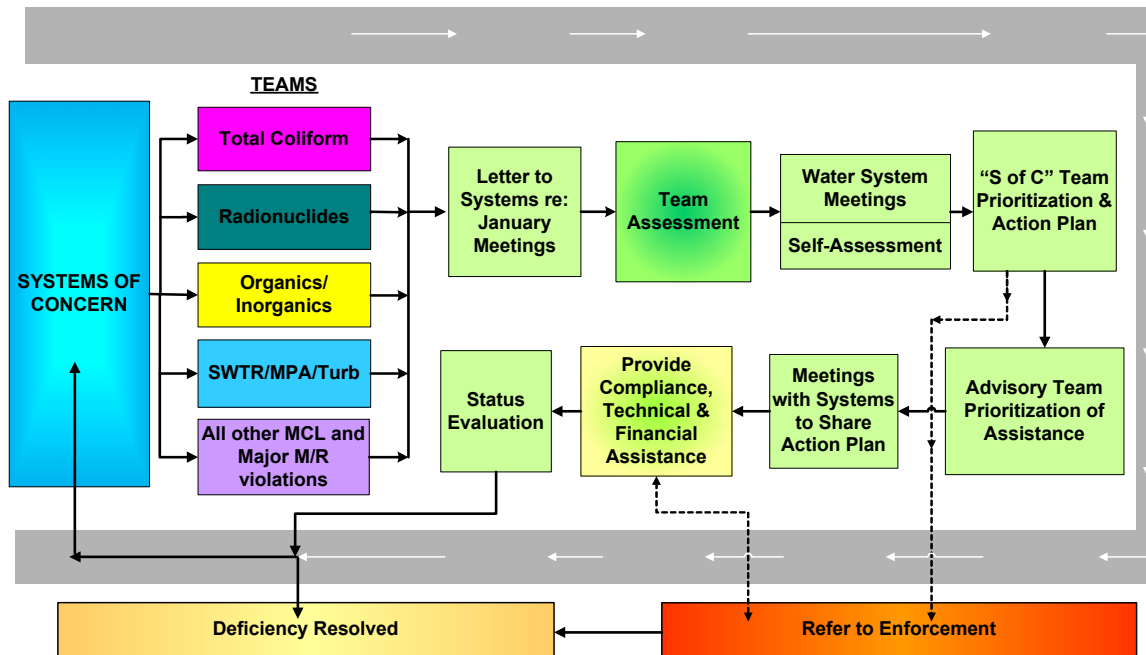 TEAMS
SYSTEMS OF
CONCERN
Total Coliform
Radionuclides
Organics/
Inorganics
SWTR/MPA/Turb
All other MCL and
Major M/R
violations
Letter to
Systems re:
January
Meetings
Team
Assessment
Water System
Meetings
Self-Assessment
“S of C” Team
Prioritization &
Action Plan
Advisory Team
Prioritization of
Assistance
Meetings
with Systems
to Share
Action Plan
Provide
Compliance,
Technical &
Financial
Assistance
Status
Evaluation
Deficiency Resolved
Refer to Enforcement